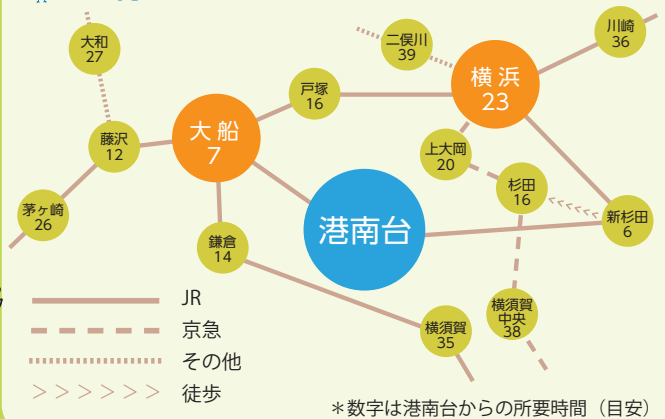 大和
27
二俣川
39
川崎
36
横浜
23
戸塚
16
大船
7
藤沢
12
上大岡
20
杉田
16
茅ヶ崎
26
港南台
新杉田
6
鎌倉
14
横須賀
35
横須賀
中央
38
JR
京急
その他
徒歩
＊数字は港南台からの所要時間（目安）